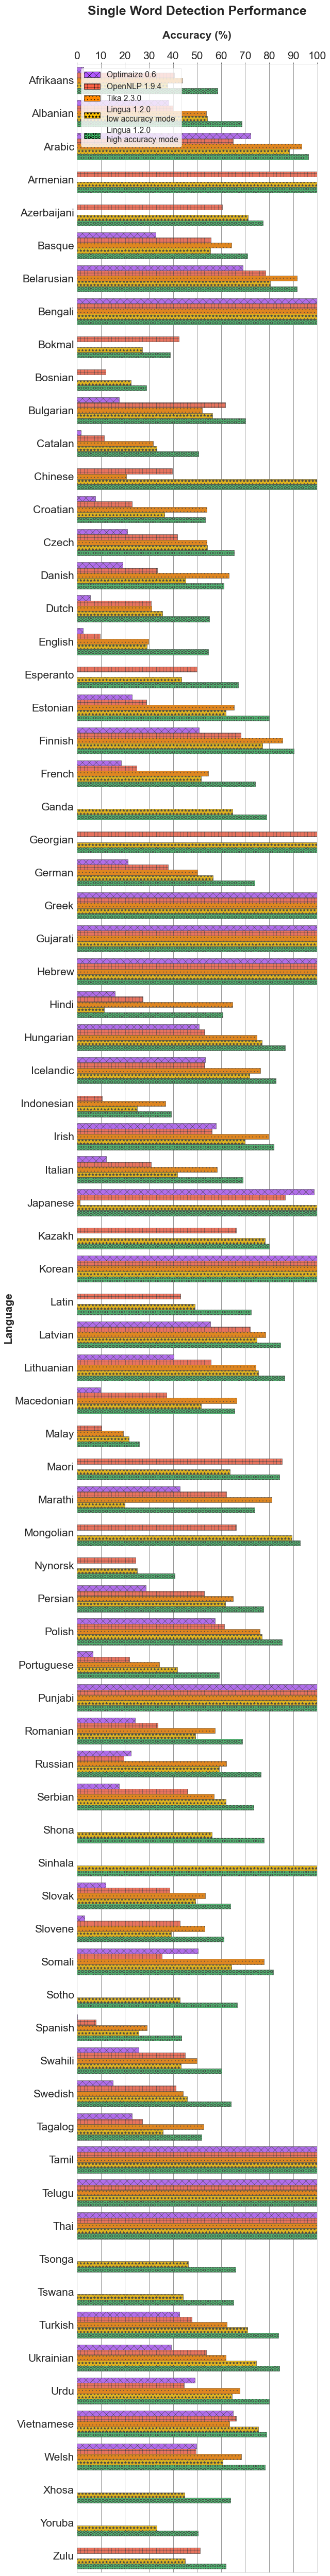 Single Word Detection Performance
Accuracy (%)
0 10 20 30 40 50 60 70 80 90 100
Optimaize 0.6
OpenNLP 1.9.4
Tika 2.3.0
Lingua 1.2.0
low accuracy mode
Lingua 1.2.0
high accuracy mode
Language
Afrikaans
Albanian
Arabic
Armenian
Azerbaijani
Basque
Belarusian
Bengali
Bokmal
Bosnian
Bulgarian
Catalan
Chinese
Croatian
Czech
Danish
Dutch
English
Esperanto
Estonian
Finnish
French
Ganda
Georgian
German
Greek
Gujarati
Hebrew
Hindi
Hungarian
Icelandic
Indonesian
Irish
Italian
Japanese
Kazakh
Korean
Latin
Latvian
Lithuanian
Macedonian
Malay
Maori
Marathi
Mongolian
Nynorsk
Persian
Polish
Portuguese
Punjabi
Romanian
Russian
Serbian
Shona
Sinhala
Slovak
Slovene
Somali
Sotho
Spanish
Swahili
Swedish
Tagalog
Tamil
Telugu
Thai
Tsonga
Tswana
Turkish
Ukrainian
Urdu
Vietnamese
Welsh
Xhosa
Yoruba
Zulu